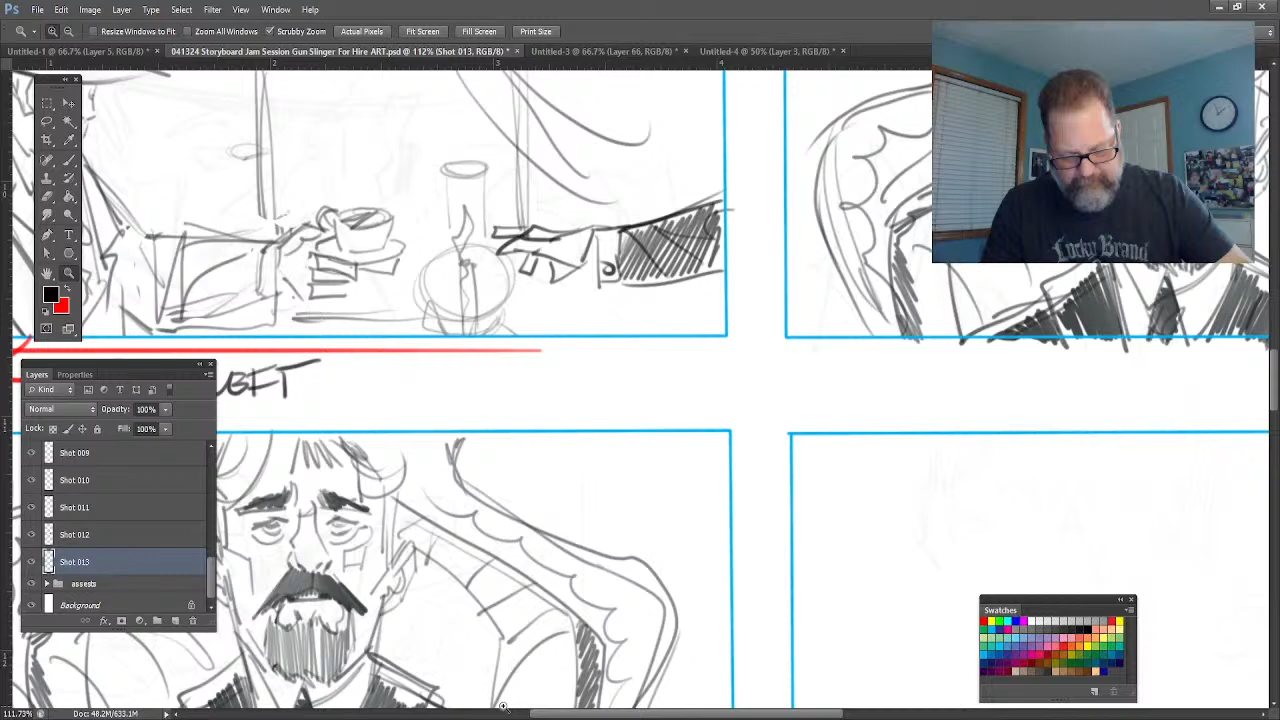 Ps File Edit Image Layer Type Select Filter View Window Help
Resize Windows to Fit Zoom All Windows Scrubby Zoom Actual Pixels Fit Screen Fill Screen Print Size
Untitled-1 @ 66.7% (Layer 5, RGB/8) * × 041324 Storyboard Jam Session Gun Slinger For Hire ART.psd @ 112% (Shot 013, RGB/8) * × Untitled-3 @ 66.7% (Layer 66, RGB/8) * × Untitled-4 @ 50% (Layer 3, RGB/8) * ×
1 2 3 4
Lucky Brand
Layers Properties
Kind
Normal Opacity: 100%
Lock: Fill: 100%
Shot 009
Shot 010
Shot 011
Shot 012
Shot 013
assests
Background
Swatches
111.73% Doc: 48.2M/633.1M